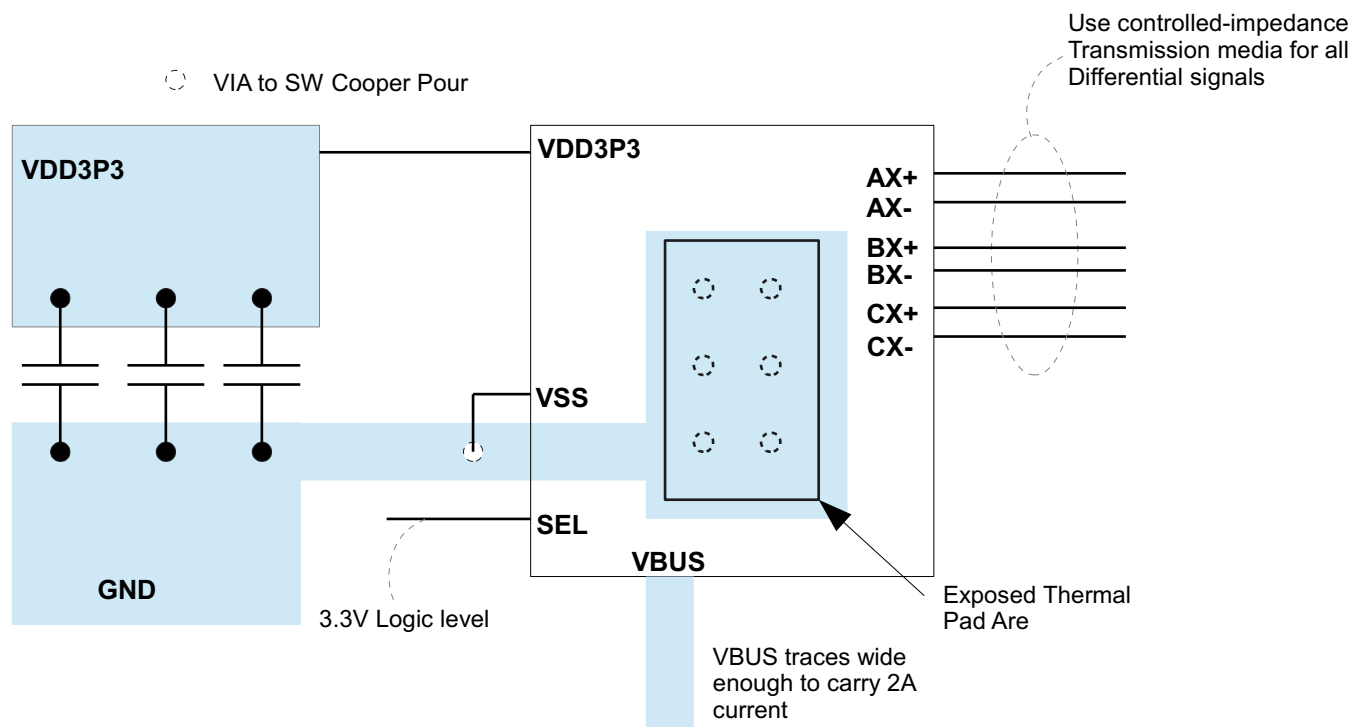 Use controlled-impedance
Transmission media for all
Differential signals
VIA to SW Cooper Pour
VDD3P3
VDD3P3
AX+
AX-
BX+
BX-
CX+
CX-
VSS
SEL
VBUS
GND
3.3V Logic level
Exposed Thermal
Pad Are
VBUS traces wide
enough to carry 2A
current